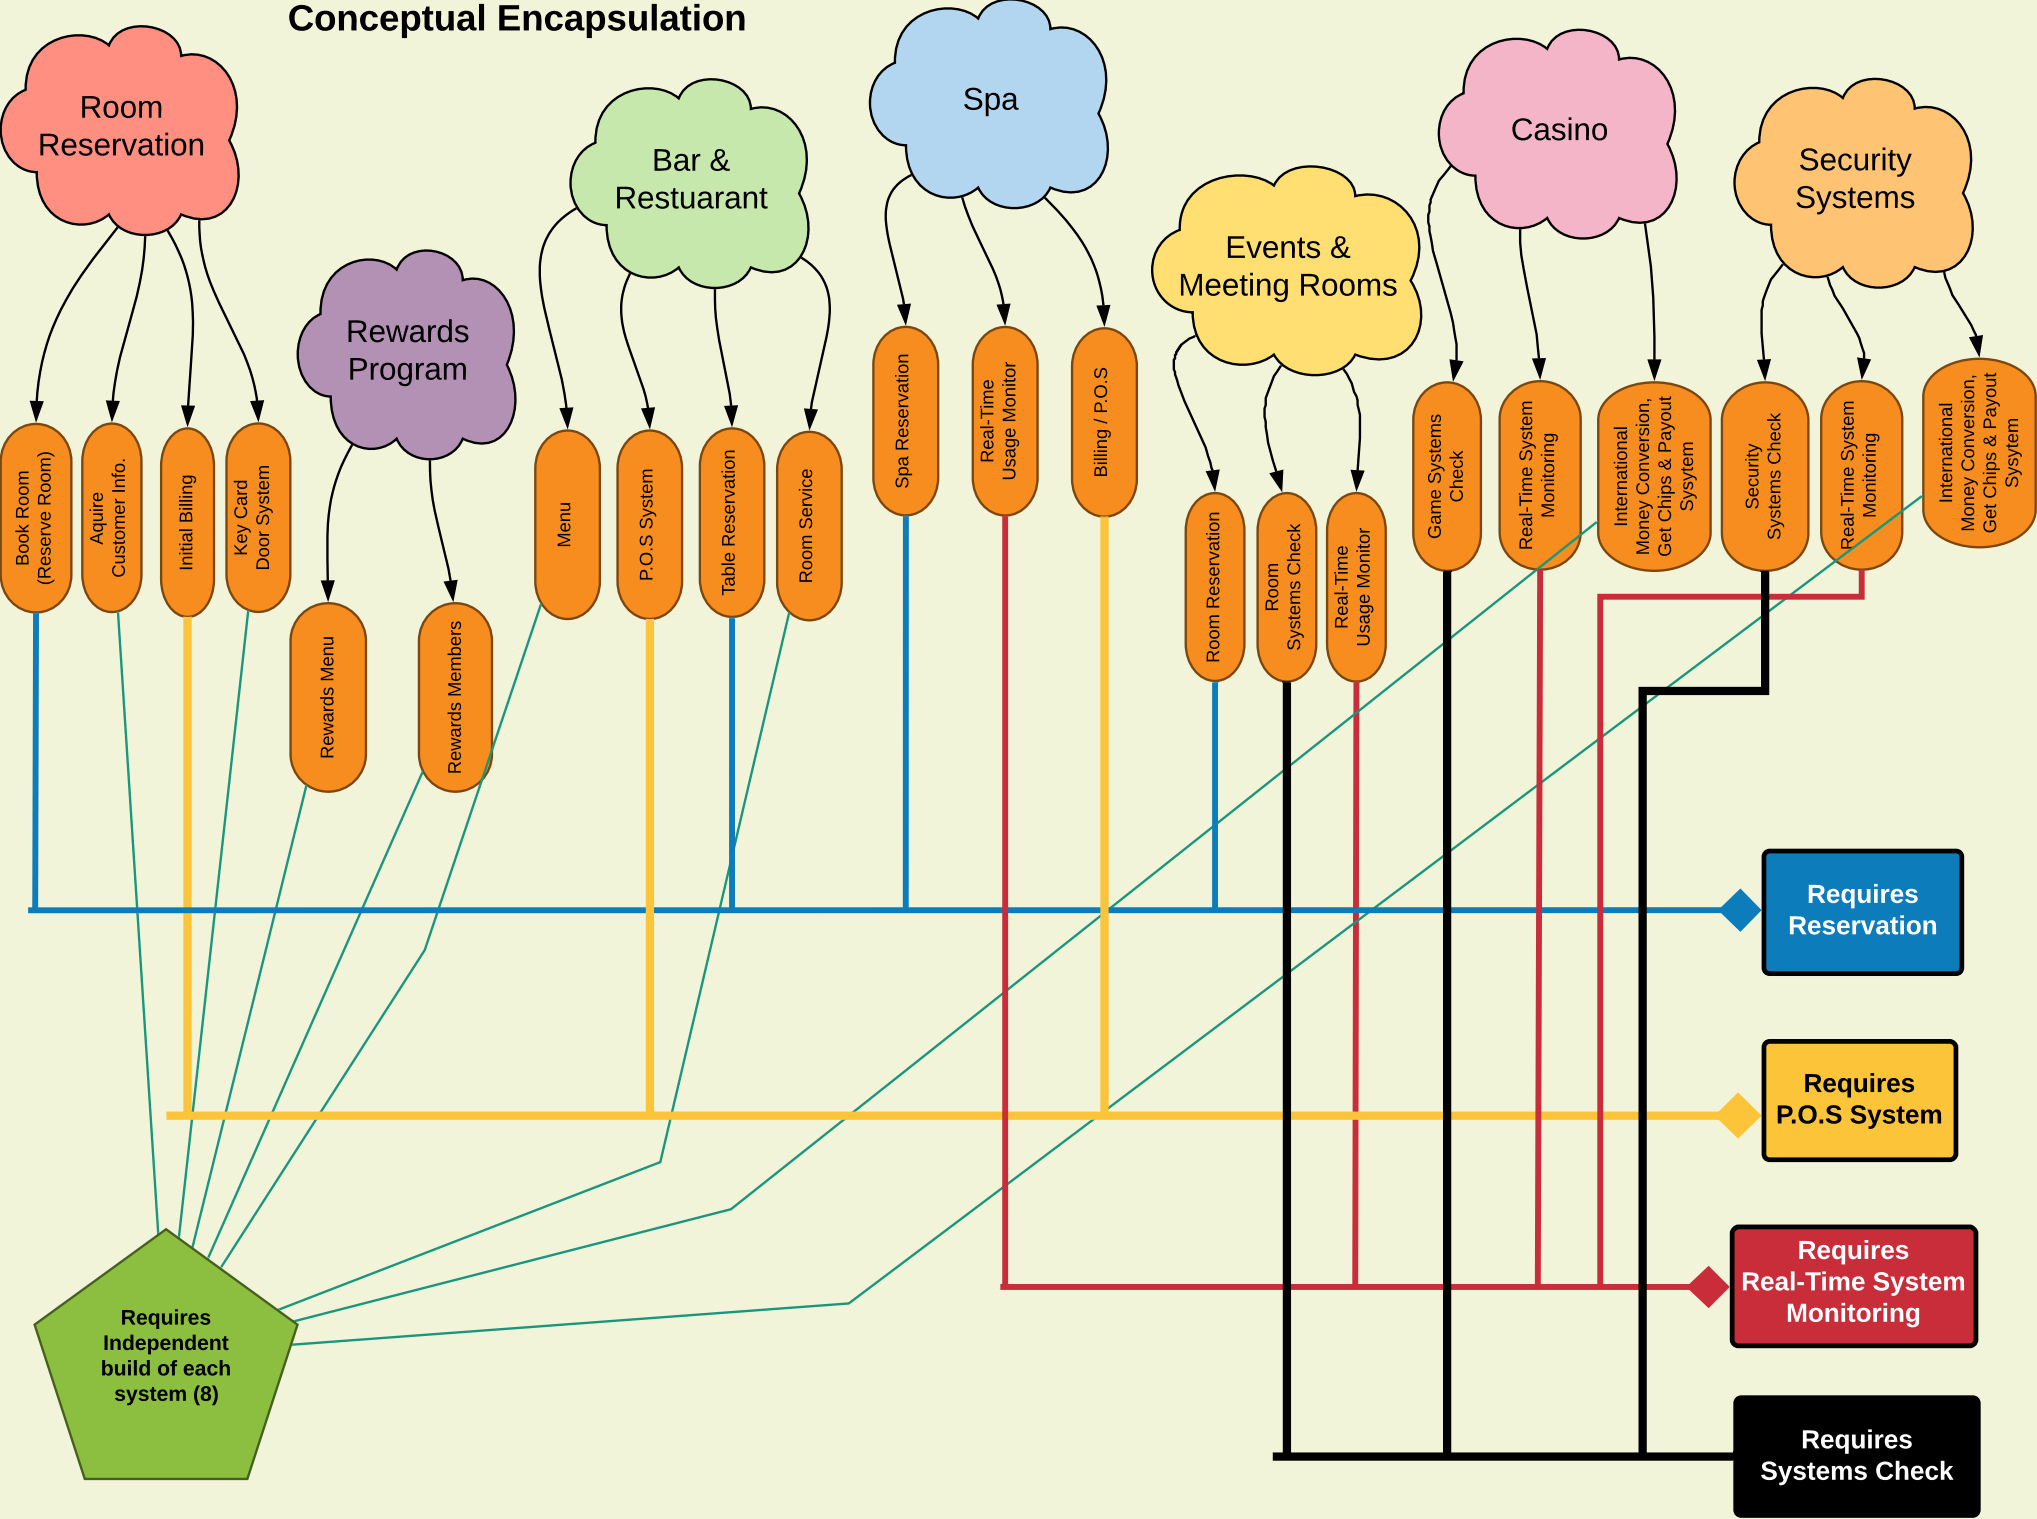 Conceptual Encapsulation
Room
Reservation
Rewards
Program
Bar &
Restuarant
Spa
Events &
Meeting Rooms
Casino
Security
Systems
Book Room
(Reserve Room)
Aquire
Customer Info.
Initial Billing
Key Card
Door System
Rewards Menu
Rewards Members
Menu
P.O.S System
Table Reservation
Room Service
Spa Reservation
Real-Time
Usage Monitor
Billing / P.O.S
Room Reservation
Room
Systems Check
Real-Time
Usage Monitor
Game Systems
Check
Real-Time System
Monitoring
International
Money Conversion,
Get Chips & Payout
Sysytem
Security
Systems Check
Real-Time System
Monitoring
International
Money Conversion,
Get Chips & Payout
Sysytem
Requires
Reservation
Requires
P.O.S System
Requires
Real-Time System
Monitoring
Requires
Systems Check
Requires
Independent
build of each
system (8)